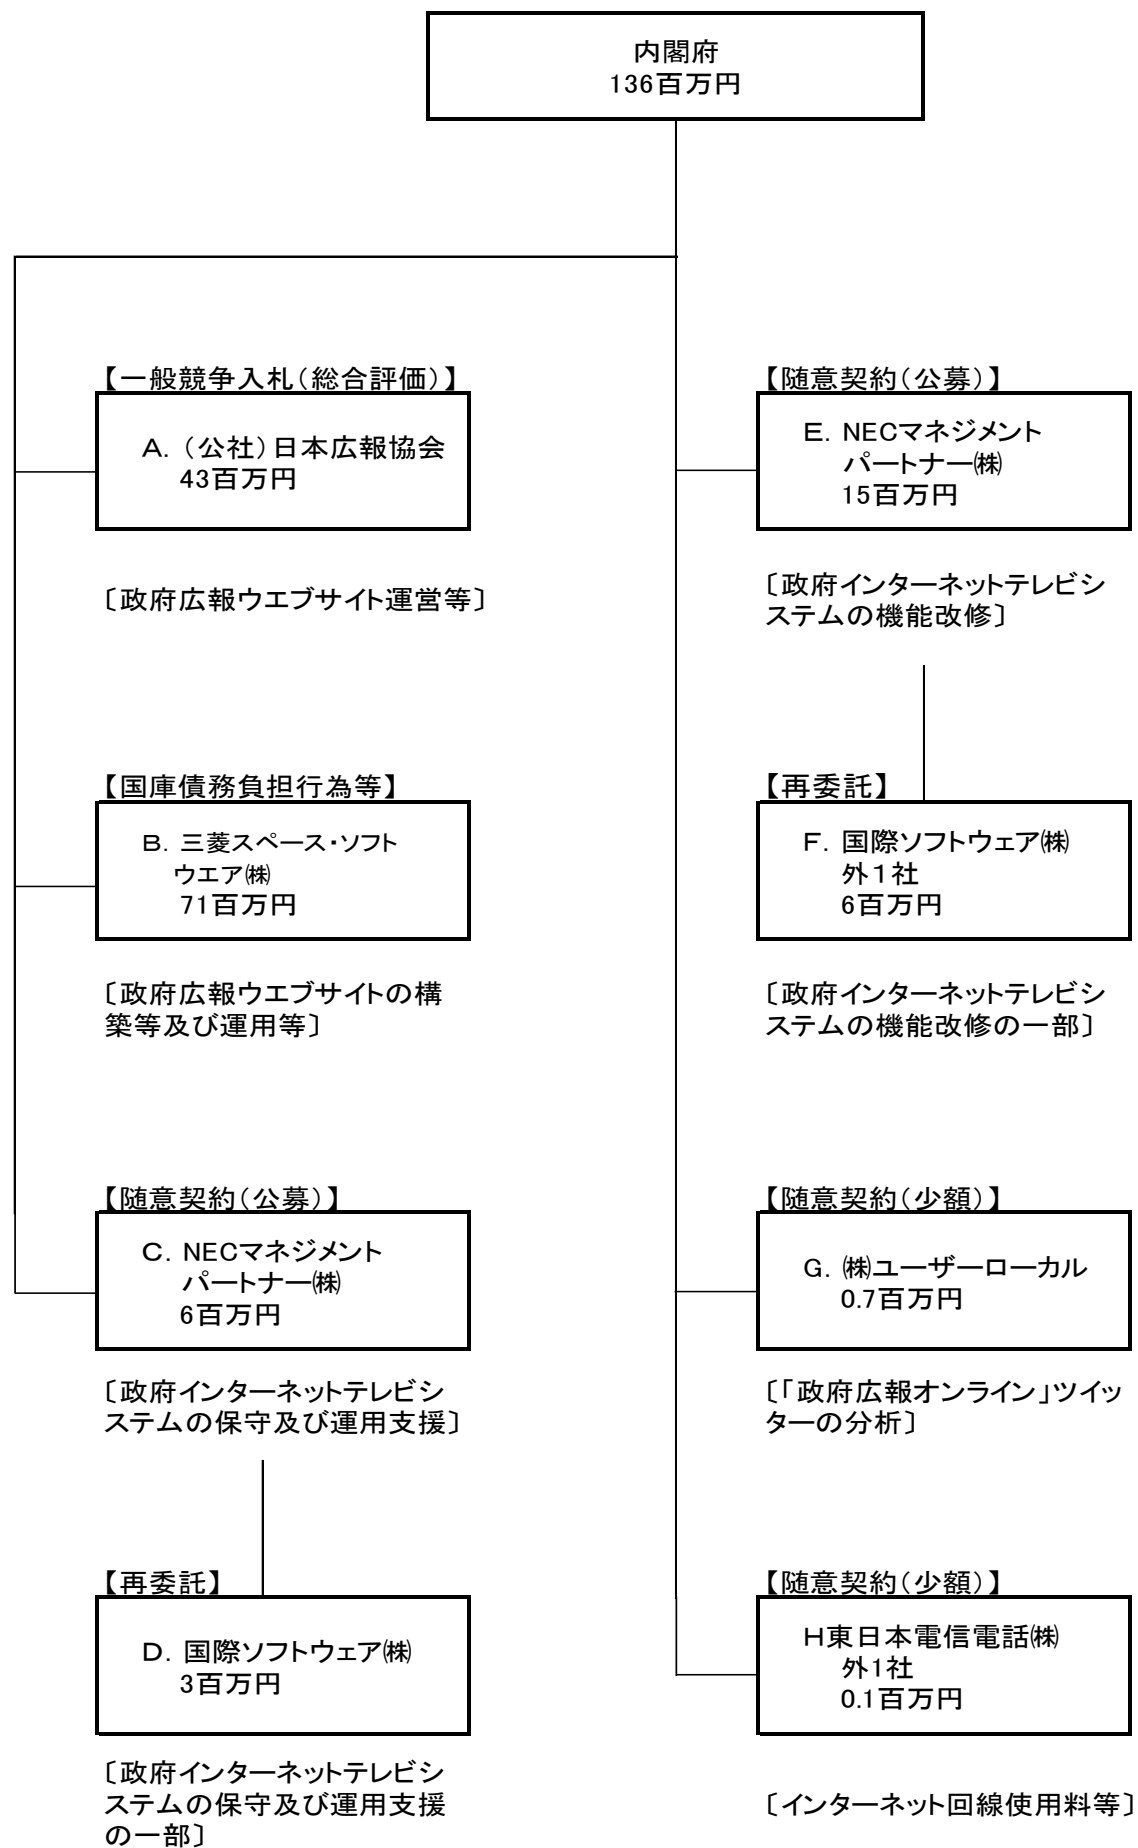 内閣府
136百万円
【一般競争入札(総合評価)】
A. (公社)日本広報協会
43百万円
〔政府広報ウエブサイト運営等〕
【国庫債務負担行為等】
B. 三菱スペース・ソフト
ウエア㈱
71百万円
〔政府広報ウエブサイトの構
築等及び運用等〕
【随意契約(公募)】
C. NECマネジメント
パートナー㈱
6百万円
〔政府インターネットテレビシ
ステムの保守及び運用支援〕
【再委託】
D. 国際ソフトウェア㈱
3百万円
〔政府インターネットテレビシ
ステムの保守及び運用支援
の一部〕
【随意契約(公募)】
E. NECマネジメント
パートナー㈱
15百万円
〔政府インターネットテレビシ
ステムの機能改修〕
【再委託】
F. 国際ソフトウェア㈱
外1社
6百万円
〔政府インターネットテレビシ
ステムの機能改修の一部〕
【随意契約(少額)】
G. ㈱ユーザーローカル
0.7百万円
〔「政府広報オンライン」ツイッ
ターの分析〕
【随意契約(少額)】
H東日本電信電話㈱
外1社
0.1百万円
〔インターネット回線使用料等〕